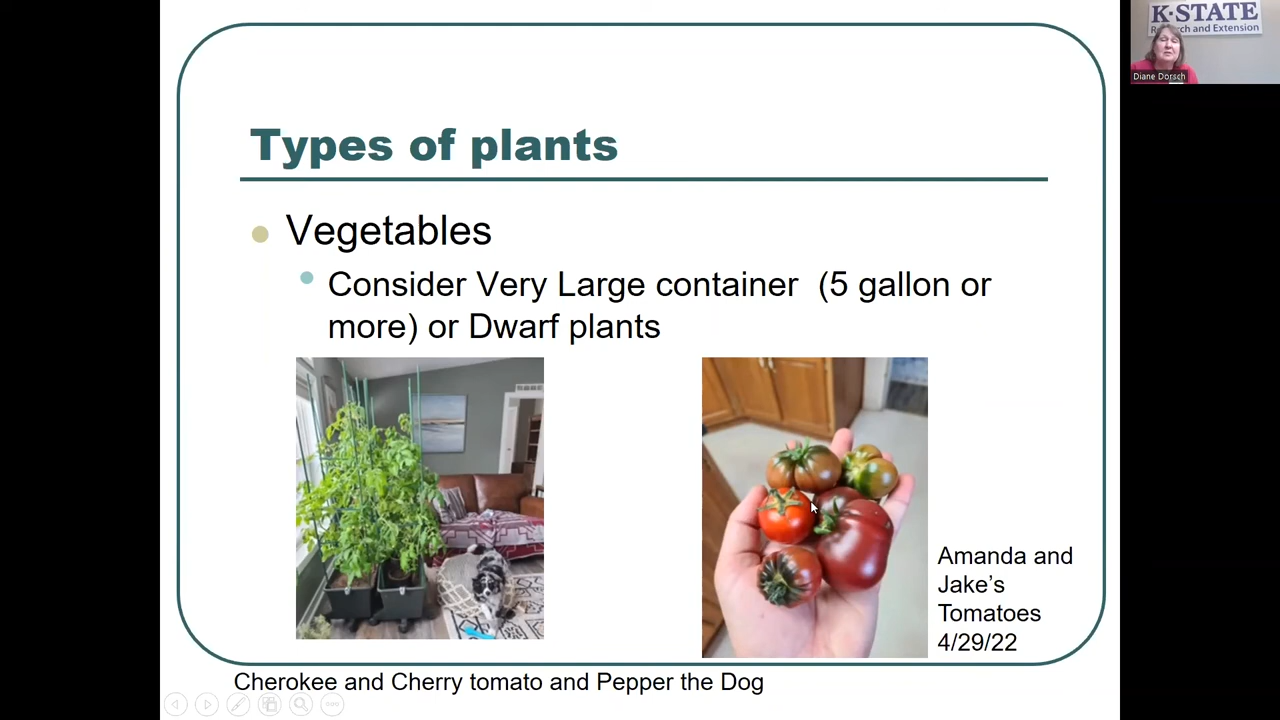 K-STATE
Research and Extension
Diane Dorsch
Types of plants
Vegetables
Consider Very Large container (5 gallon or
more) or Dwarf plants
Amanda and
Jake's
Tomatoes
4/29/22
Cherokee and Cherry tomato and Pepper the Dog